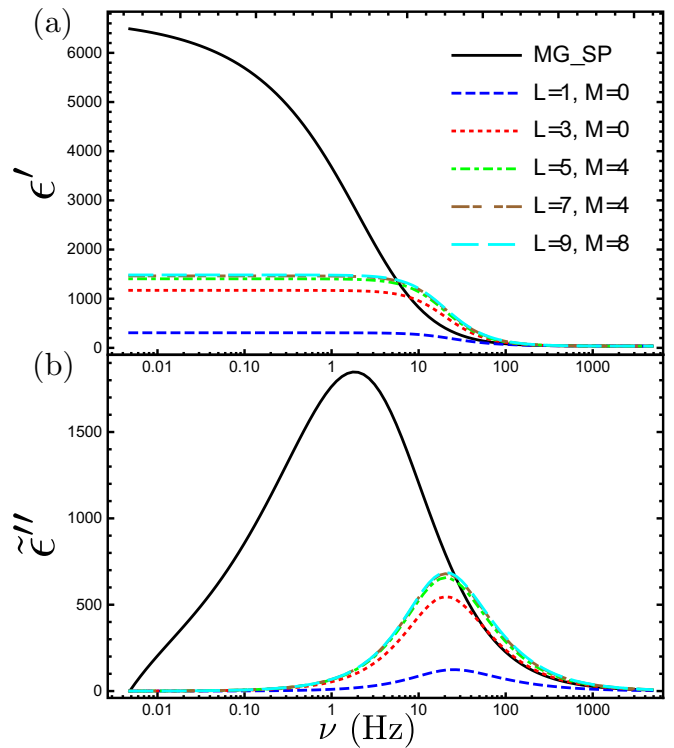 (a)
6000
5000
4000
3000
2000
1000
0
ϵ′
MG_SP
L=1, M=0
L=3, M=0
L=5, M=4
L=7, M=4
L=9, M=8
0.01 0.10 1 10 100 1000
(b)
1500
1000
500
0
ϵ̃″
0.01 0.10 1 10 100 1000
ν (Hz)